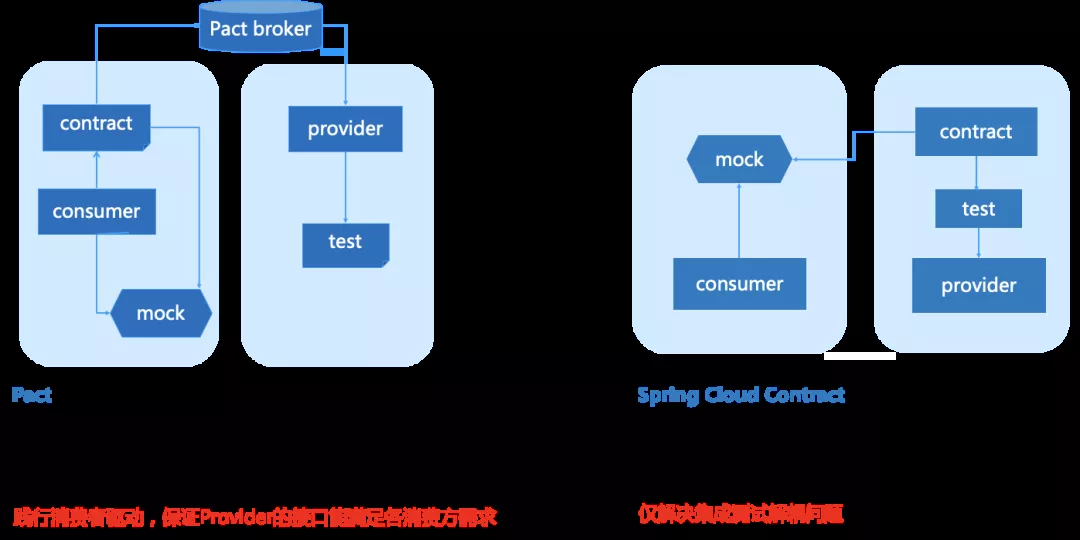 Pact broker
contract
consumer
mock
provider
test
Pact
践行消费者驱动，保证Provider的接口能满足各消费方需求
mock
consumer
contract
test
provider
Spring Cloud Contract
仅解决集成测试解耦问题